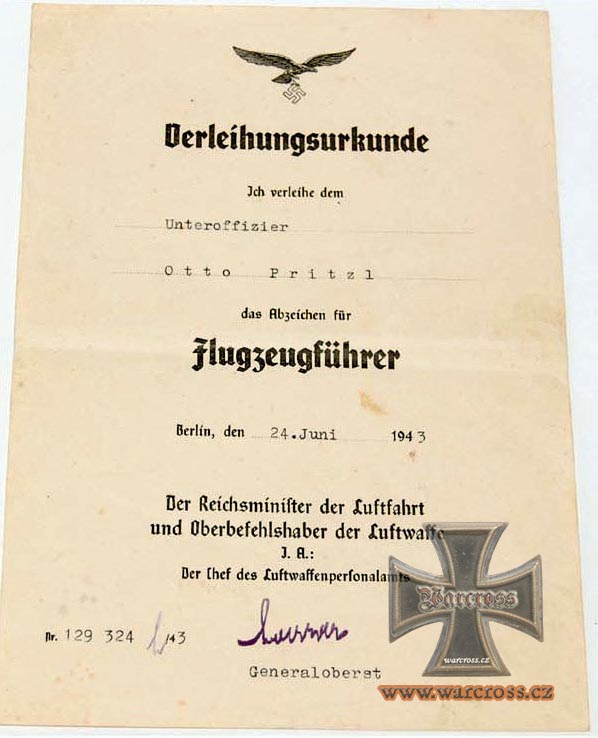 Verleihungsurkunde
Ich verleihe dem
Unteroffizier
Otto Pritzl
das Abzeichen für
Flugzeugführer
Berlin, den 24.Juni 1943
Der Reichsminister der Luftfahrt
und Oberbefehlshaber der Luftwaffe
J. A.:
Der Chef des Luftwaffenpersonalamts
Nr. 129 324 /43
Generaloberst
Warcross
warcross.cz
www.warcross.cz